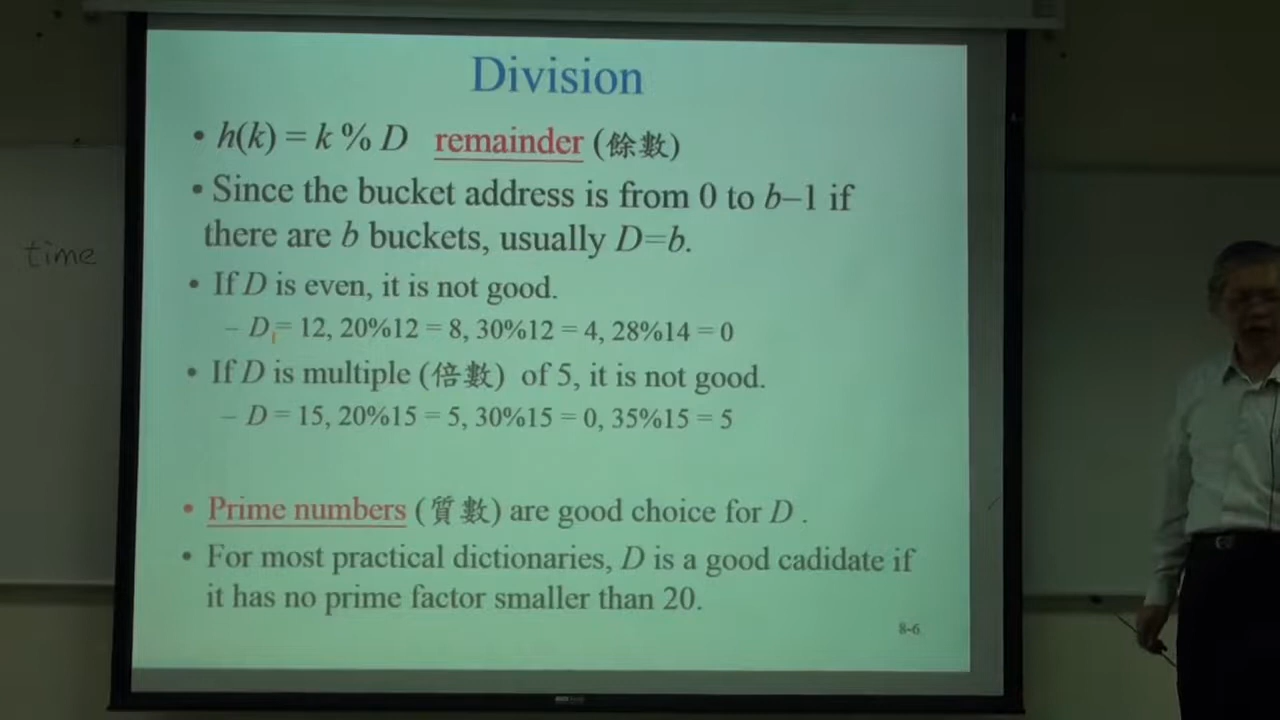 Division
• h(k) = k % D remainder (餘數)
• Since the bucket address is from 0 to b–1 if
there are b buckets, usually D=b.
• If D is even, it is not good.
– D = 12, 20%12 = 8, 30%12 = 4, 28%14 = 0
• If D is multiple (倍數) of 5, it is not good.
– D = 15, 20%15 = 5, 30%15 = 0, 35%15 = 5
• Prime numbers (質數) are good choice for D .
• For most practical dictionaries, D is a good cadidate if
it has no prime factor smaller than 20.
8-6
time